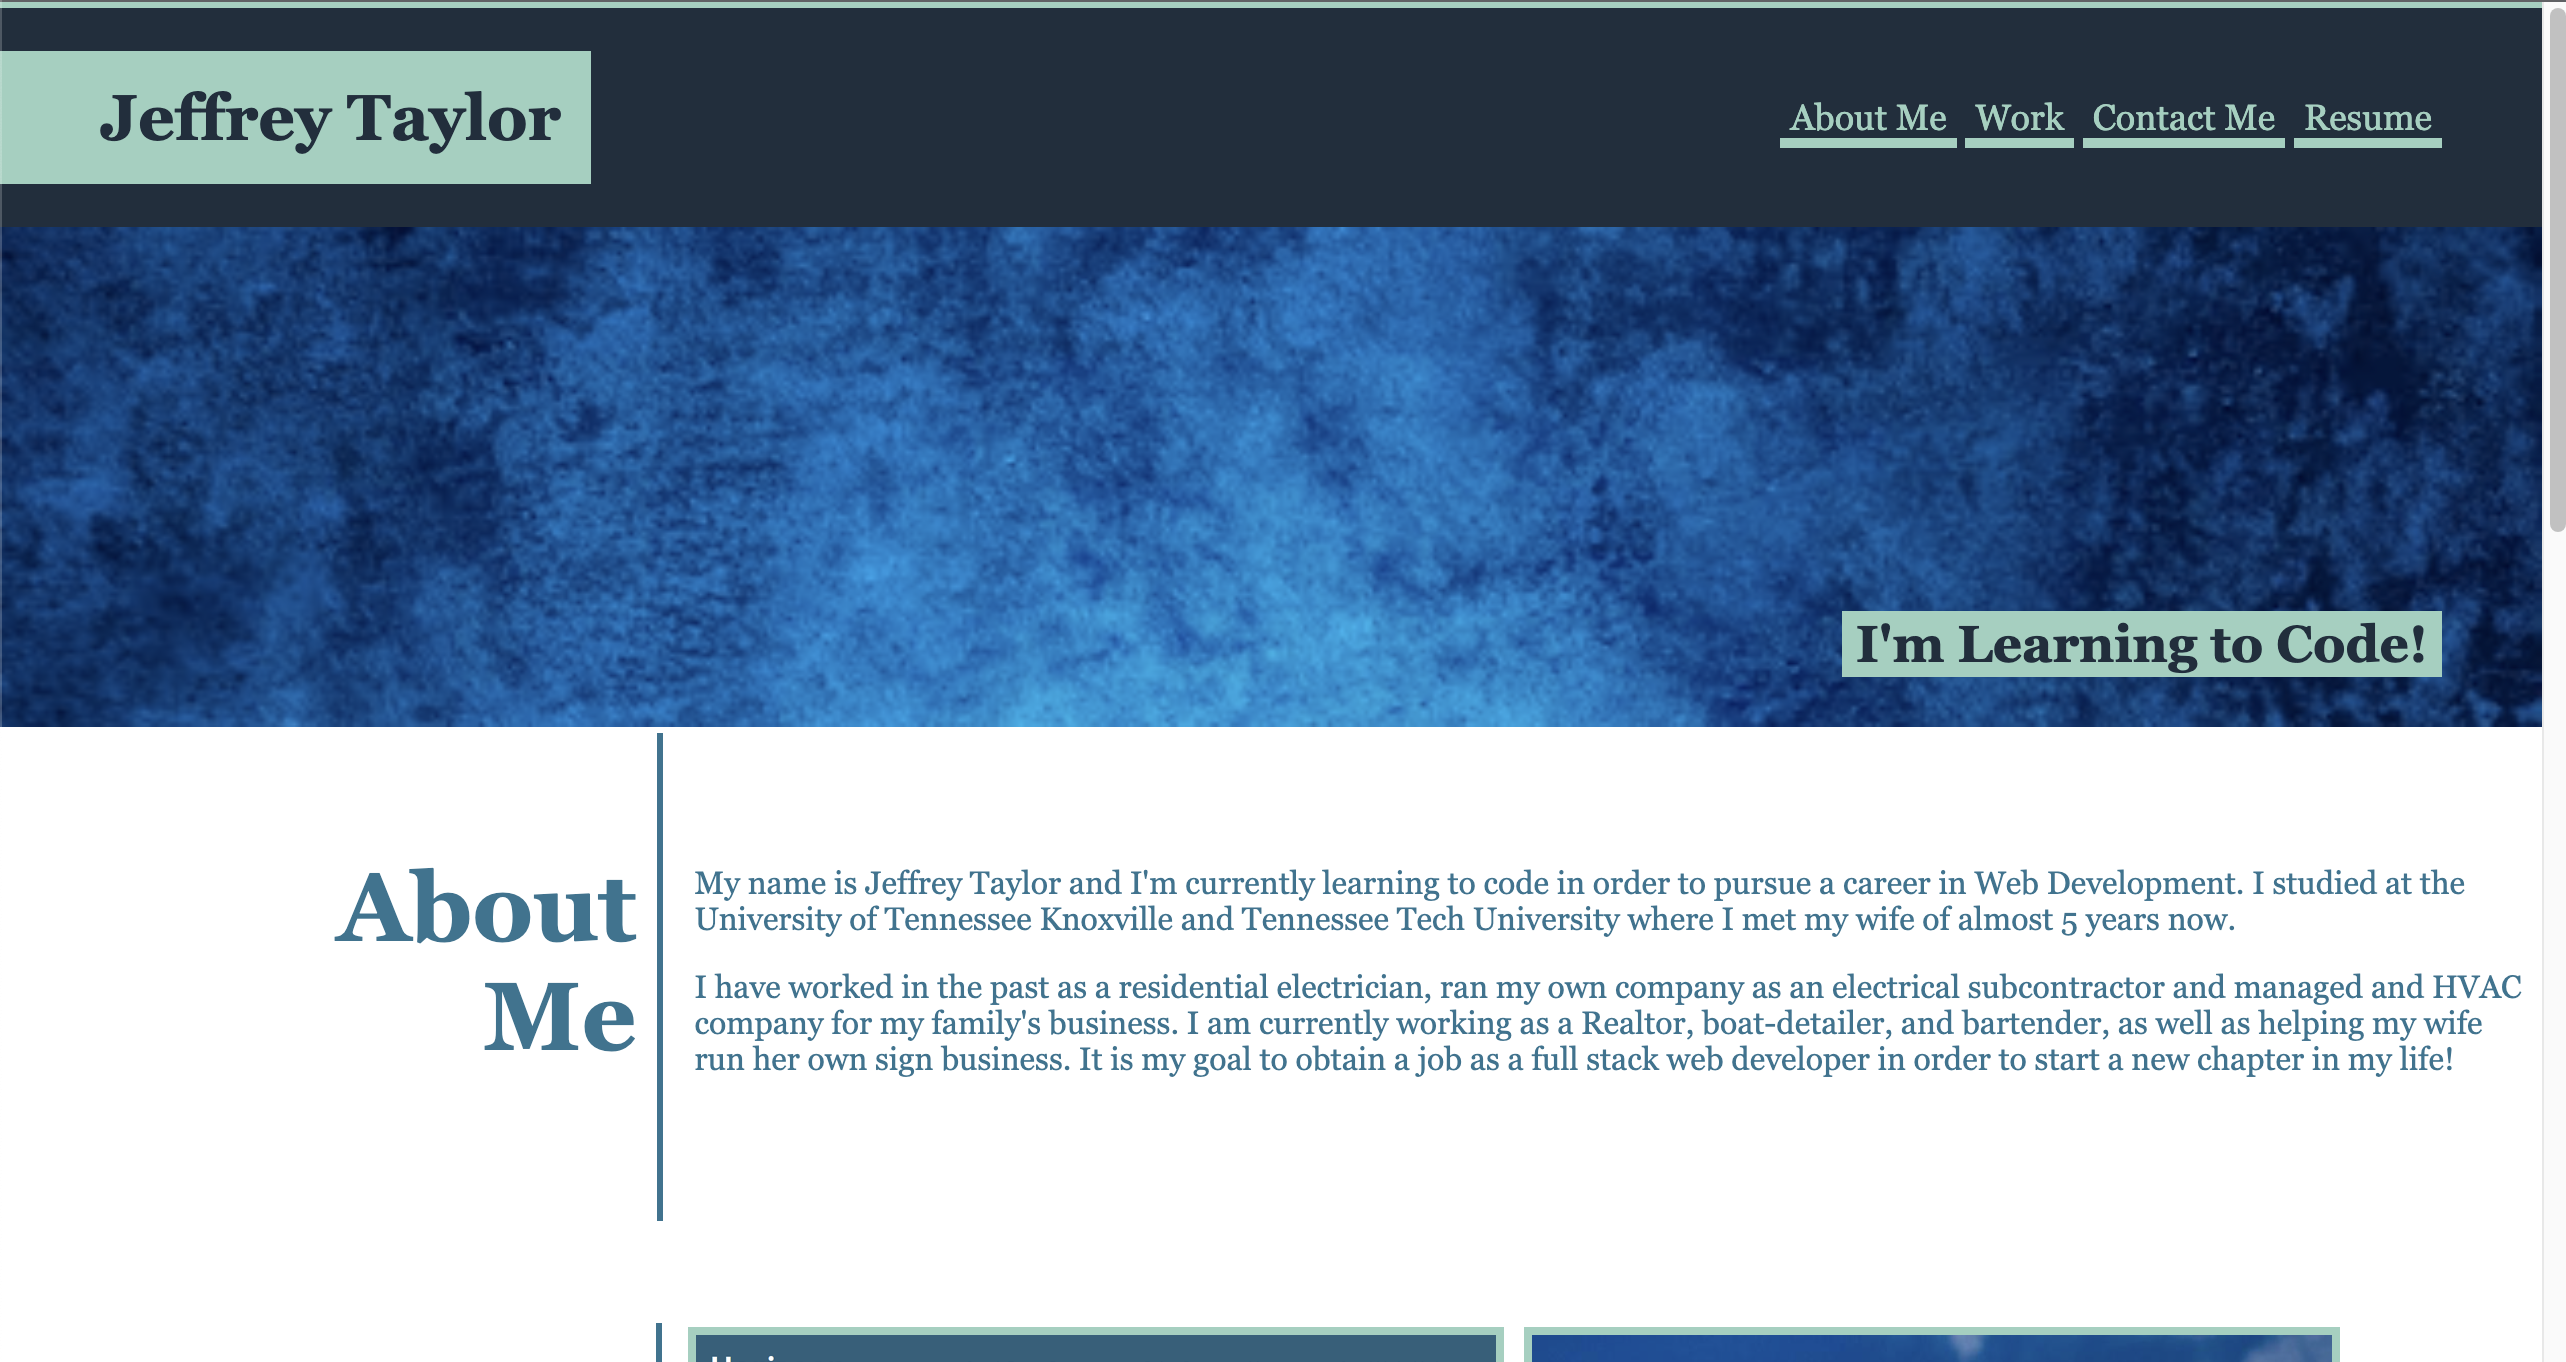 Jeffrey Taylor
About Me Work Contact Me Resume
I'm Learning to Code!
About
Me
My name is Jeffrey Taylor and I'm currently learning to code in order to pursue a career in Web Development. I studied at the
University of Tennessee Knoxville and Tennessee Tech University where I met my wife of almost 5 years now.
I have worked in the past as a residential electrician, ran my own company as an electrical subcontractor and managed and HVAC
company for my family's business. I am currently working as a Realtor, boat-detailer, and bartender, as well as helping my wife
run her own sign business. It is my goal to obtain a job as a full stack web developer in order to start a new chapter in my life!